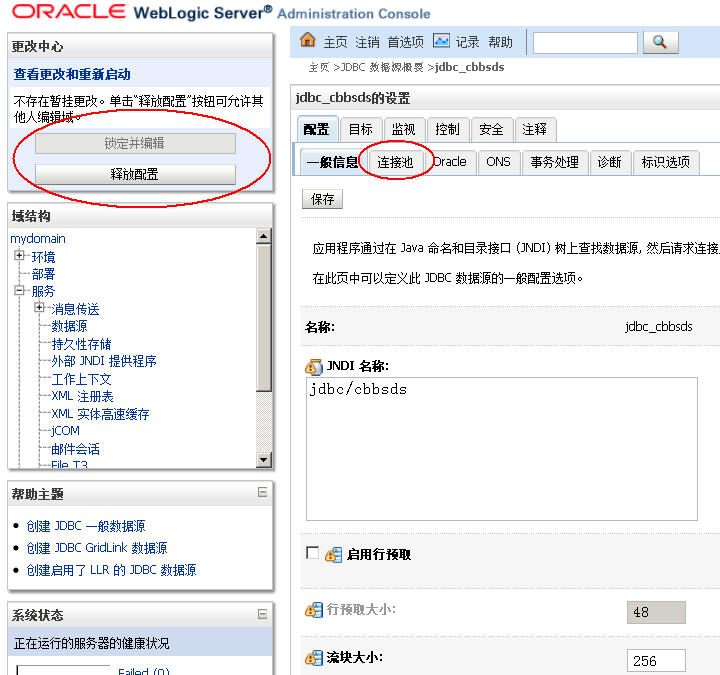 ORACLE WebLogic Server® Administration Console
更改中心
查看更改和重新启动
不存在暂挂更改。单击“释放配置”按钮可允许其
他人编辑域。
锁定并编辑
释放配置
域结构
mydomain
环境
部署
服务
消息传送
数据源
持久性存储
外部 JNDI 提供程序
工作上下文
XML 注册表
XML 实体高速缓存
jCOM
邮件会话
File T3
帮助主题
创建 JDBC 一般数据源
创建 JDBC GridLink 数据源
创建启用了 LLR 的 JDBC 数据源
系统状态
正在运行的服务器的健康状况
Failed (0)
主页 注销 首选项 记录 帮助
主页 >JDBC 数据源概要 >jdbc_cbbsds
jdbc_cbbsds的设置
配置 目标 监视 控制 安全 注释
一般信息 连接池 Oracle ONS 事务处理 诊断 标识选项
保存
应用程序通过在 Java 命名和目录接口 (JNDI) 树上查找数据源, 然后请求连接,
在此页中可以定义此 JDBC 数据源的一般配置选项。
名称: jdbc_cbbsds
JNDI 名称:
jdbc/cbbsds
启用行预取
行预取大小: 48
流块大小: 256